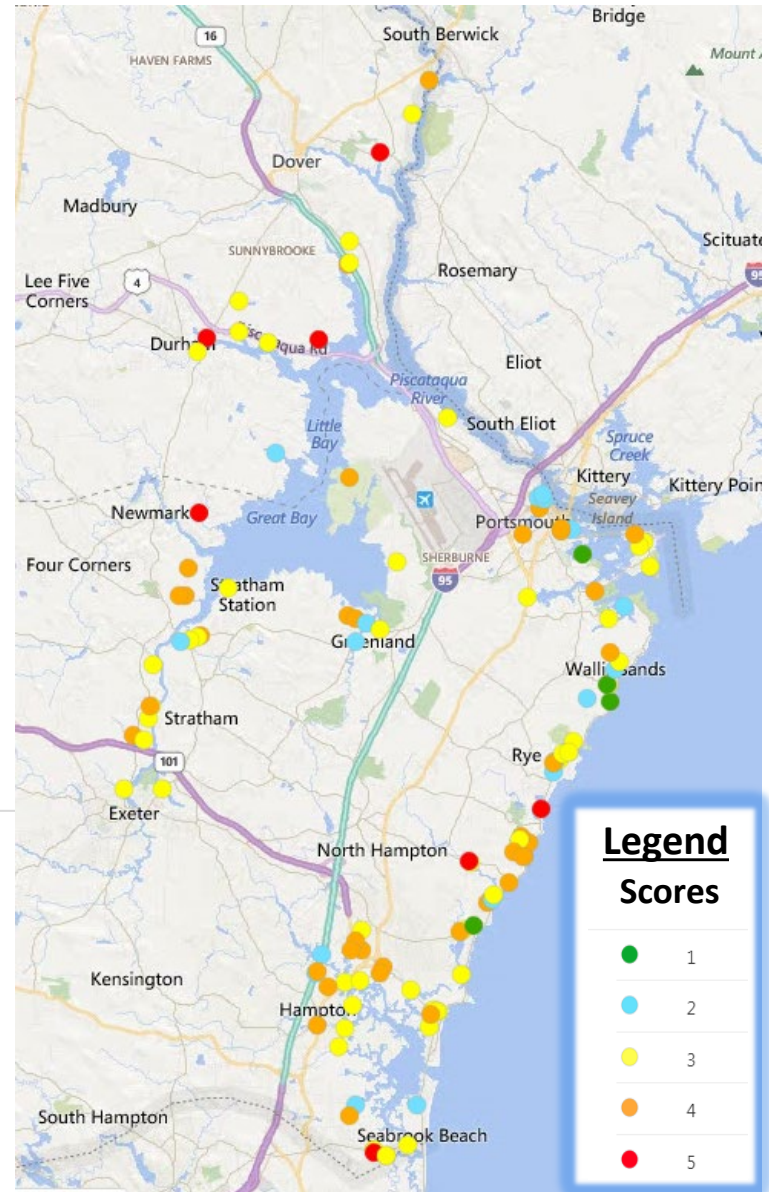 Bridge
South Berwick
16
HAVEN FARMS
Mount
Dover
Madbury
SUNNYBROOKE
Scituate
Rosemary
95
Lee Five
Corners
4
Piscataqua Rd
Durham
Eliot
Piscataqua
River
Little
Bay
South Eliot
Spruce
Creek
Kittery
Seavey
Island
Kittery Poin
Newmark
Great Bay
Portsmouth
Four Corners
SHERBURNE
95
Stratham
Station
Greenland
Wallis Sands
Stratham
Rye
101
Exeter
North Hampton
Kensington
Hampton
South Hampton
Seabrook Beach
Legend
Scores
1
2
3
4
5